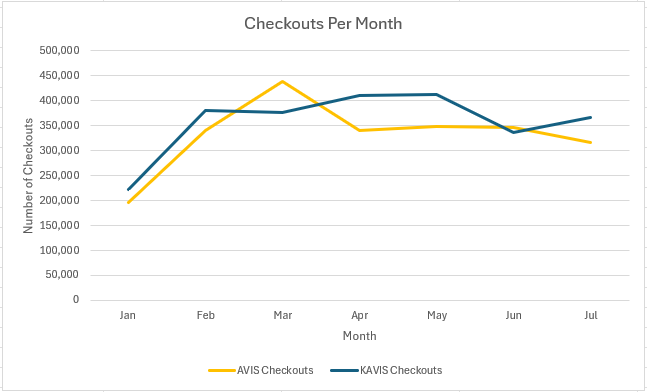 Checkouts Per Month
500,000
450,000
400,000
350,000
300,000
250,000
200,000
150,000
100,000
50,000
0
Number of Checkouts
Jan Feb Mar Apr May Jun Jul
Month
AVIS Checkouts KAVIS Checkouts